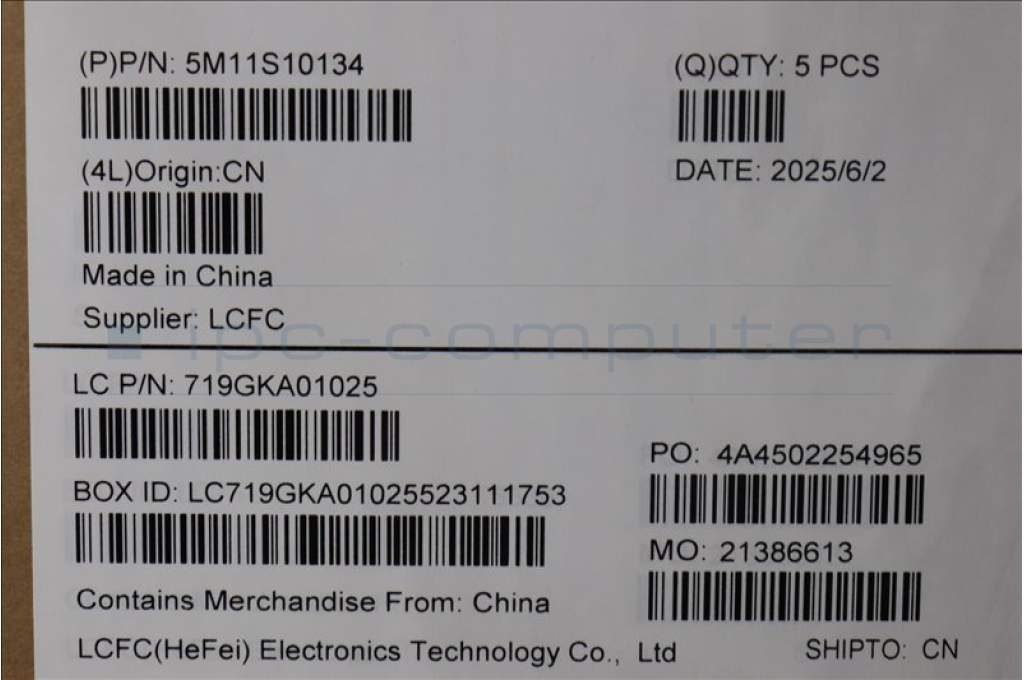 (P)P/N: 5M11S10134
(Q)QTY: 5 PCS
(4L)Origin:CN
DATE: 2025/6/2
Made in China
Supplier: LCFC
ipc-computer
LC P/N: 719GKA01025
PO: 4A4502254965
BOX ID: LC719GKA01025523111753
MO: 21386613
Contains Merchandise From: China
LCFC(HeFei) Electronics Technology Co., Ltd
SHIPTO: CN